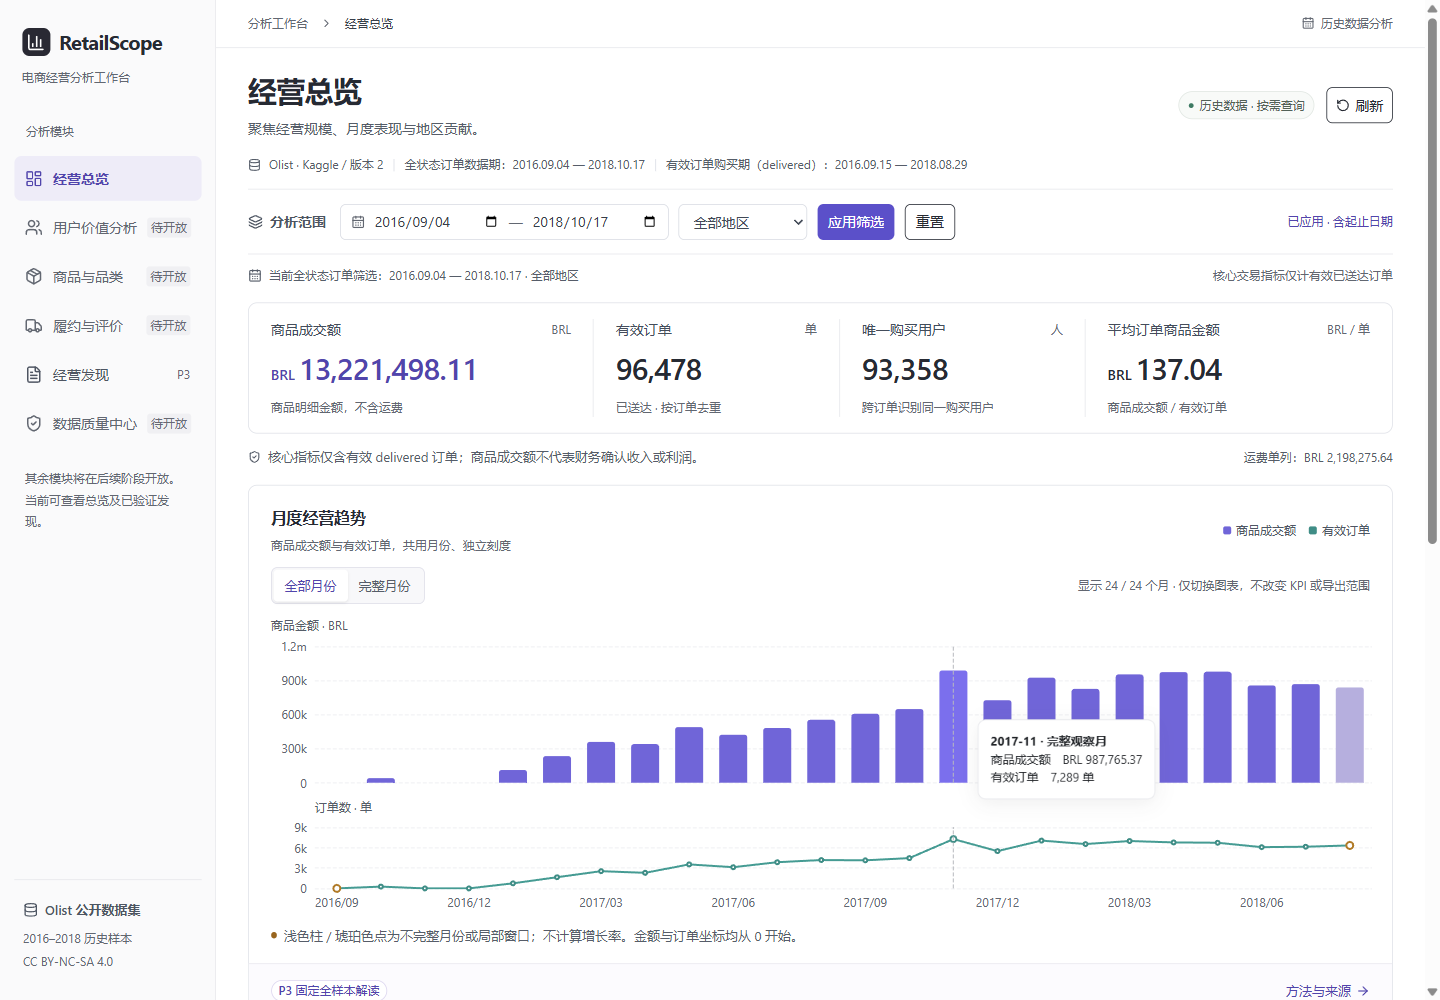 RetailScope
电商经营分析工作台
分析模块
经营总览
用户价值分析 待开放
商品与品类 待开放
履约与评价 待开放
经营发现 P3
数据质量中心 待开放
其余模块将在后续阶段开放。
当前可查看总览及已验证发
现。
Olist 公开数据集
2016–2018 历史样本
CC BY-NC-SA 4.0
分析工作台 > 经营总览
历史数据分析
经营总览
聚焦经营规模、月度表现与地区贡献。
历史数据 · 按需查询
刷新
Olist · Kaggle / 版本 2 全状态订单数据期：2016.09.04 — 2018.10.17 有效订单购买期（delivered）：2016.09.15 — 2018.08.29
分析范围 2016/09/04 — 2018/10/17 全部地区 应用筛选 重置 已应用 · 含起止日期
当前全状态订单筛选：2016.09.04 — 2018.10.17 · 全部地区 核心交易指标仅计有效已送达订单
商品成交额 BRL
BRL 13,221,498.11
商品明细金额，不含运费
有效订单 单
96,478
已送达 · 按订单去重
唯一购买用户 人
93,358
跨订单识别同一购买用户
平均订单商品金额 BRL / 单
BRL 137.04
商品成交额 / 有效订单
核心指标仅含有效 delivered 订单；商品成交额不代表财务确认收入或利润。 运费单列：BRL 2,198,275.64
月度经营趋势
商品成交额与有效订单，共用月份、独立刻度
商品成交额 有效订单
全部月份 完整月份
显示 24 / 24 个月 · 仅切换图表，不改变 KPI 或导出范围
商品金额 · BRL
1.2m
900k
600k
300k
0
2017-11 · 完整观察月
商品成交额 BRL 987,765.37
有效订单 7,289 单
订单数 · 单
9k
6k
3k
0
2016/09 2016/12 2017/03 2017/06 2017/09 2017/12 2018/03 2018/06
浅色柱 / 琥珀色点为不完整月份或局部窗口；不计算增长率。金额与订单坐标均从 0 开始。
P3 固定全样本解读
方法与来源 →